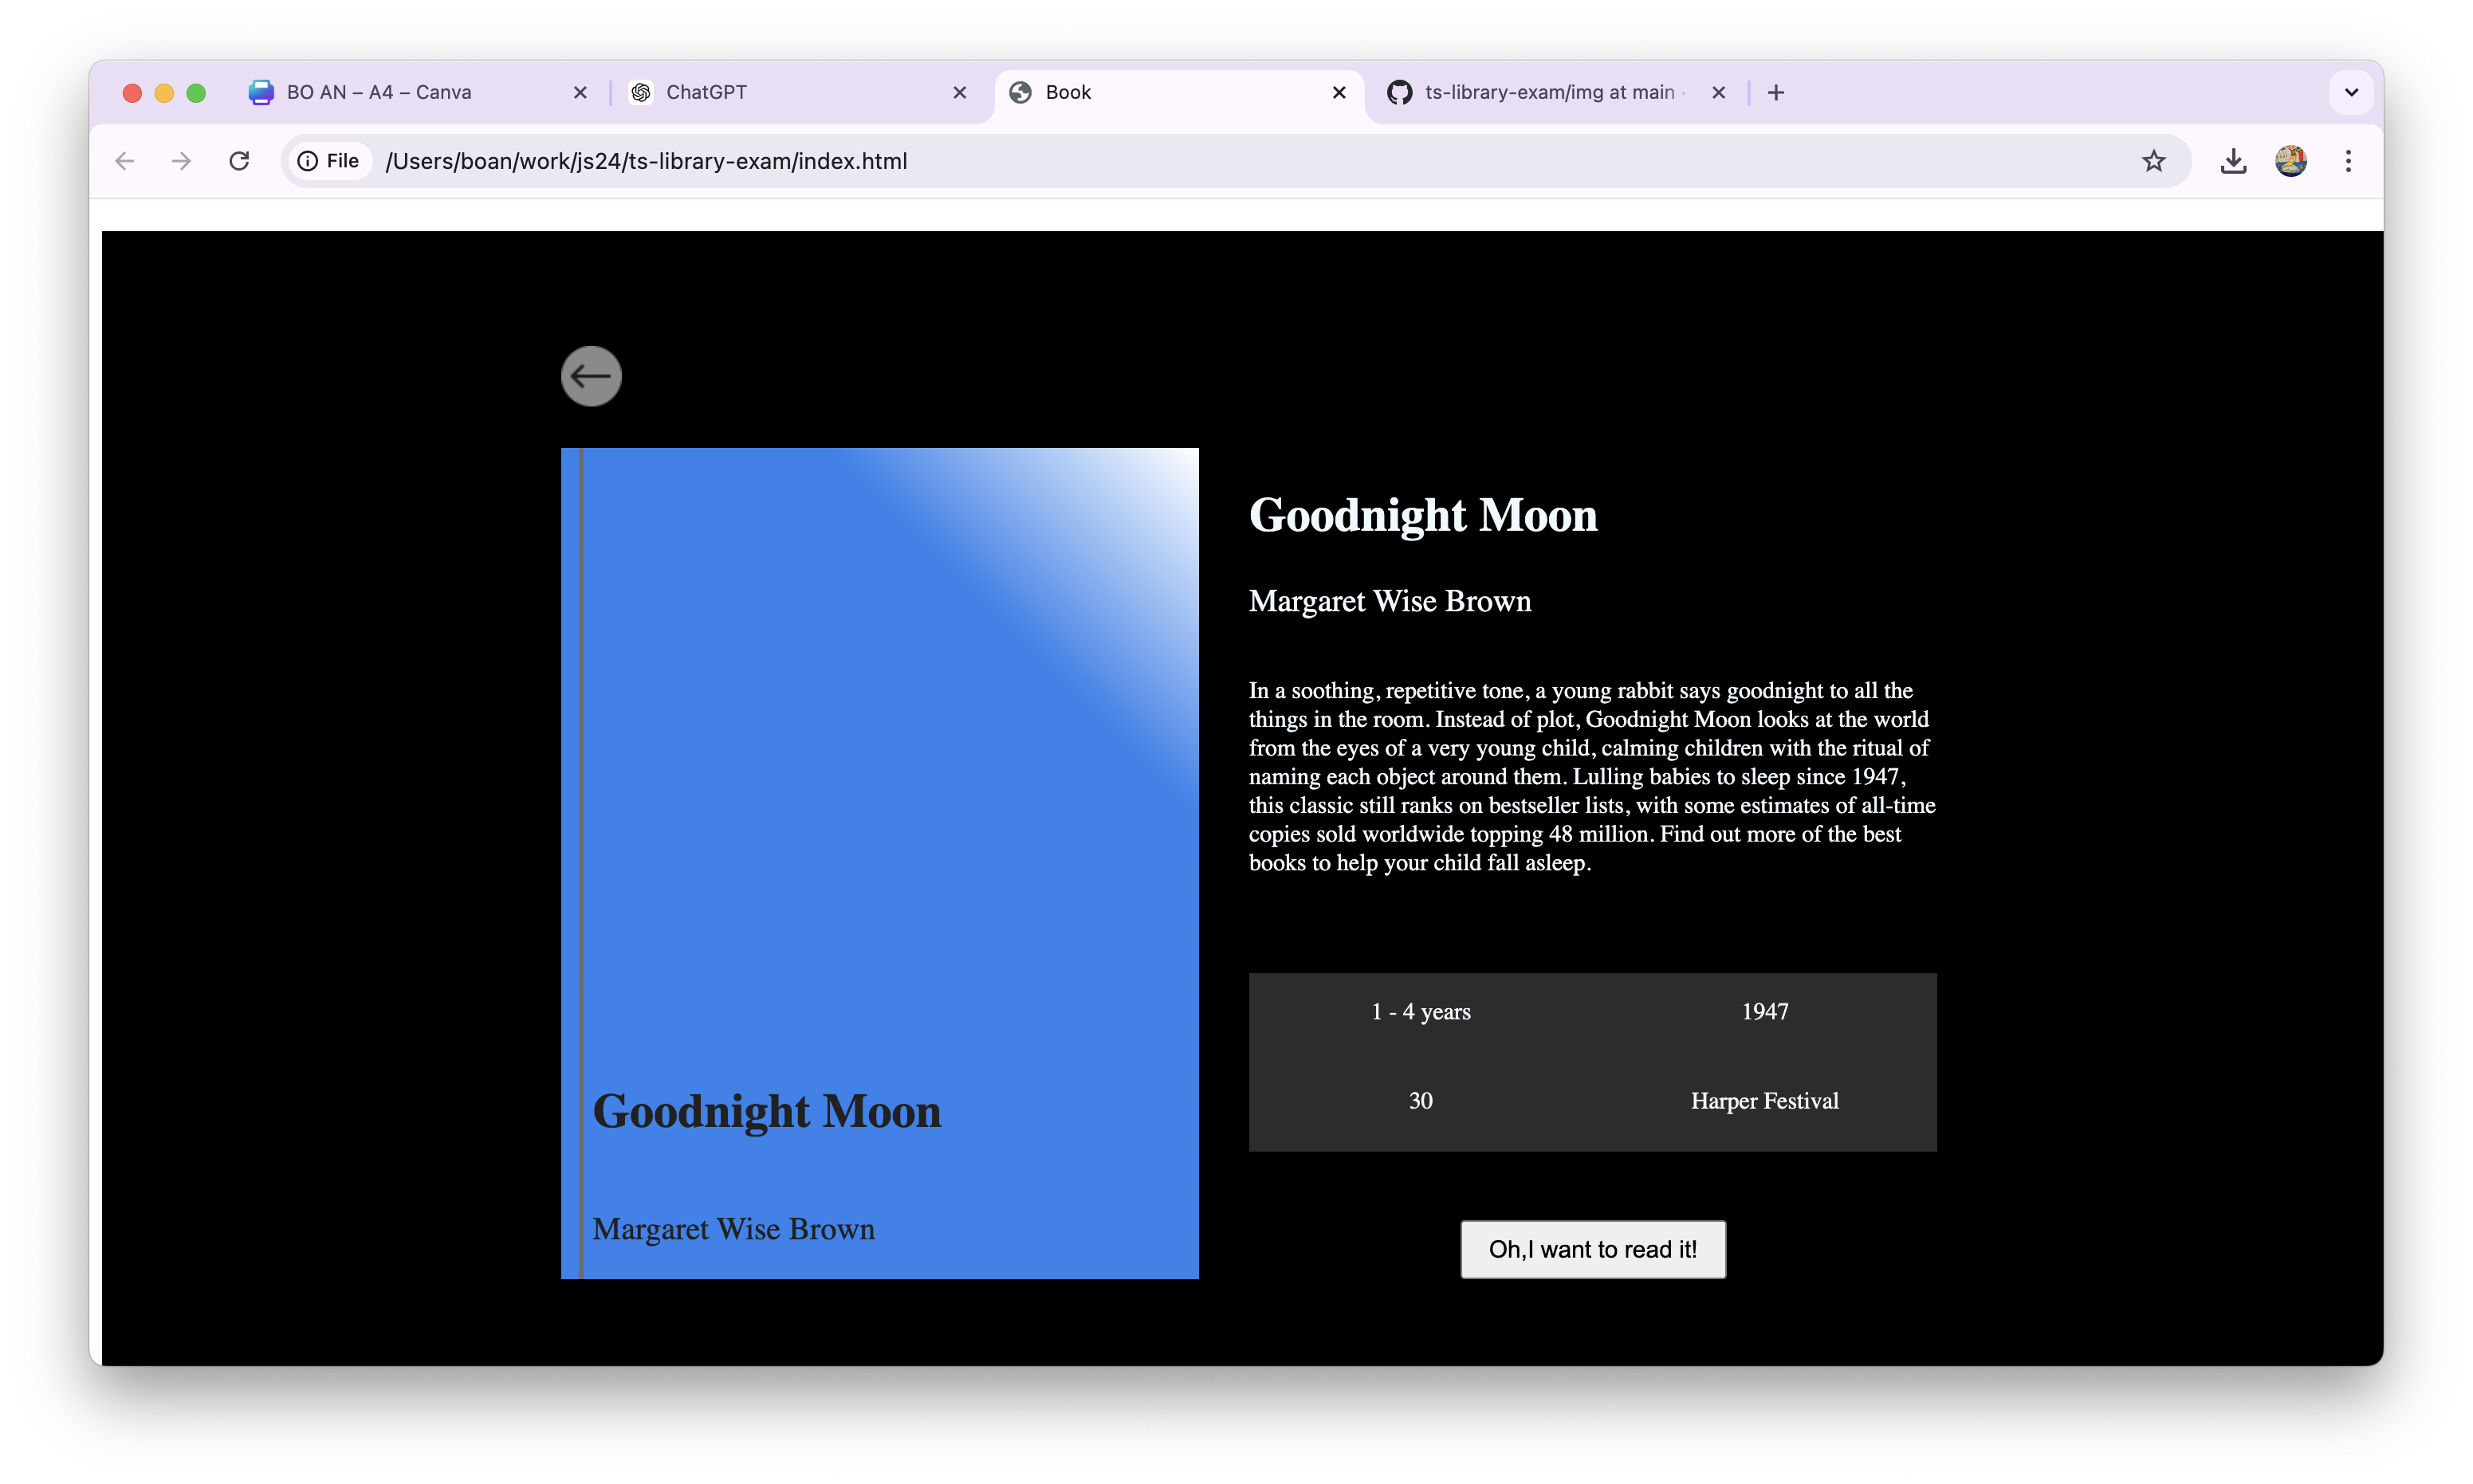 BO AN – A4 – Canva
ChatGPT
Book
ts-library-exam/img at main ·
File
/Users/boan/work/js24/ts-library-exam/index.html
Goodnight Moon
Margaret Wise Brown
Goodnight Moon
Margaret Wise Brown
In a soothing, repetitive tone, a young rabbit says goodnight to all the
things in the room. Instead of plot, Goodnight Moon looks at the world
from the eyes of a very young child, calming children with the ritual of
naming each object around them. Lulling babies to sleep since 1947,
this classic still ranks on bestseller lists, with some estimates of all-time
copies sold worldwide topping 48 million. Find out more of the best
books to help your child fall asleep.
1 - 4 years
1947
30
Harper Festival
Oh,I want to read it!